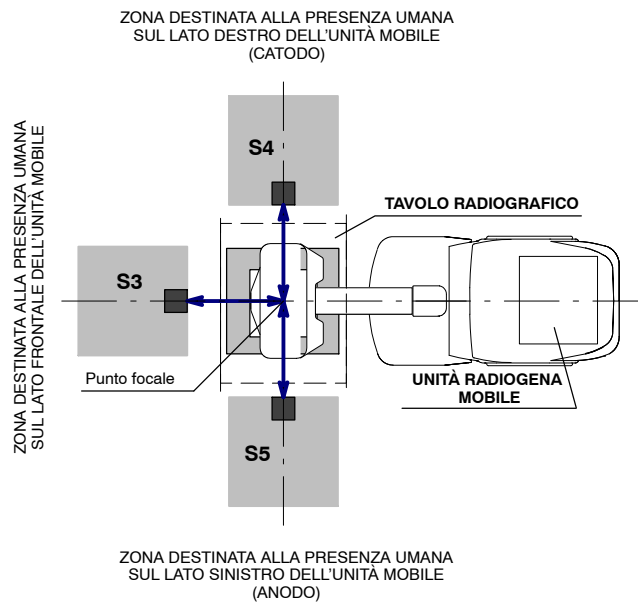 ZONA DESTINATA ALLA PRESENZA UMANA
SUL LATO DESTRO DELL'UNITÀ MOBILE
(CATODO)
ZONA DESTINATA ALLA PRESENZA UMANA
SUL LATO FRONTALE DELL'UNITÀ MOBILE
S4
TAVOLO RADIOGRAFICO
S3
Punto focale
UNITÀ RADIOGENA
MOBILE
S5
ZONA DESTINATA ALLA PRESENZA UMANA
SUL LATO SINISTRO DELL'UNITÀ MOBILE
(ANODO)